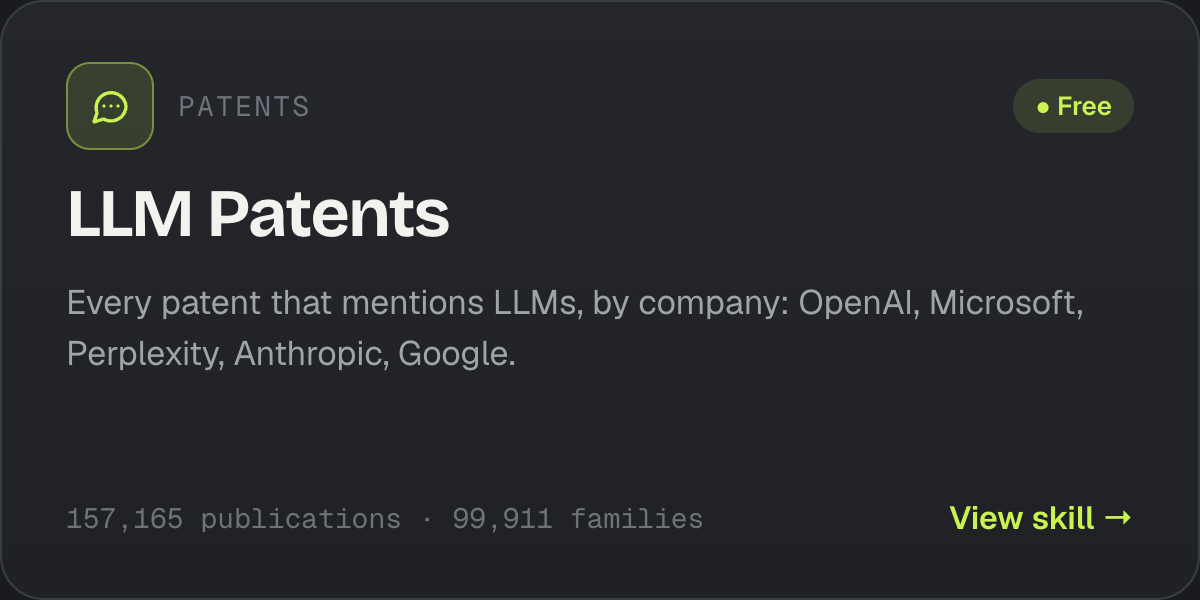 PATENTS
• Free
LLM Patents
Every patent that mentions LLMs, by company: OpenAI, Microsoft,
Perplexity, Anthropic, Google.
157,165 publications · 99,911 families
View skill →